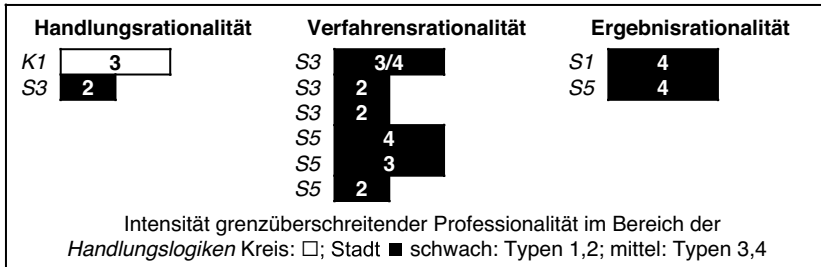 Handlungsrationalität Verfahrensrationalität Ergebnisrationalität
K1 3 S3 3/4 S1 4
S3 2 S3 2 S5 4
S3 2
S5 4
S5 3
S5 2
Intensität grenzüberschreitender Professionalität im Bereich der
Handlungslogiken Kreis: □; Stadt ■ schwach: Typen 1,2; mittel: Typen 3,4